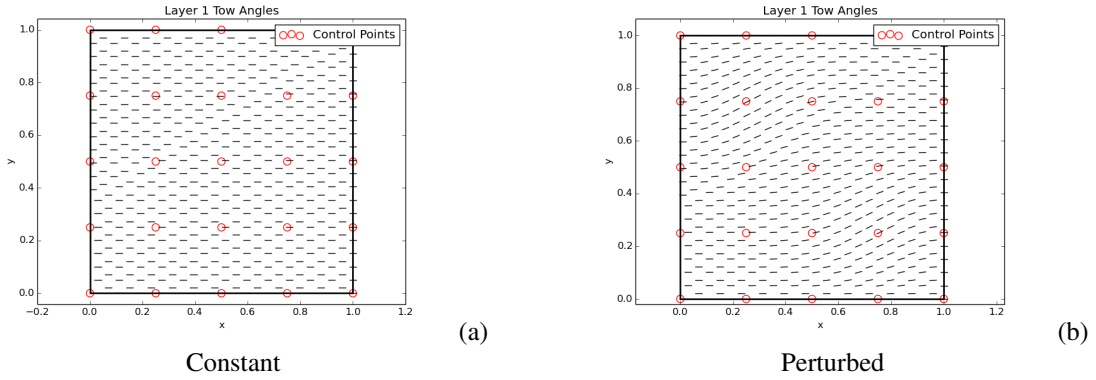 Layer 1 Tow Angles
Control Points
1.0
0.8
0.6
y
0.4
0.2
0.0
−0.2 0.0 0.2 0.4 0.6 0.8 1.0 1.2
x
(a)
Constant
Layer 1 Tow Angles
Control Points
1.0
0.8
0.6
y
0.4
0.2
0.0
0.0 0.2 0.4 0.6 0.8 1.0 1.2
x
(b)
Perturbed